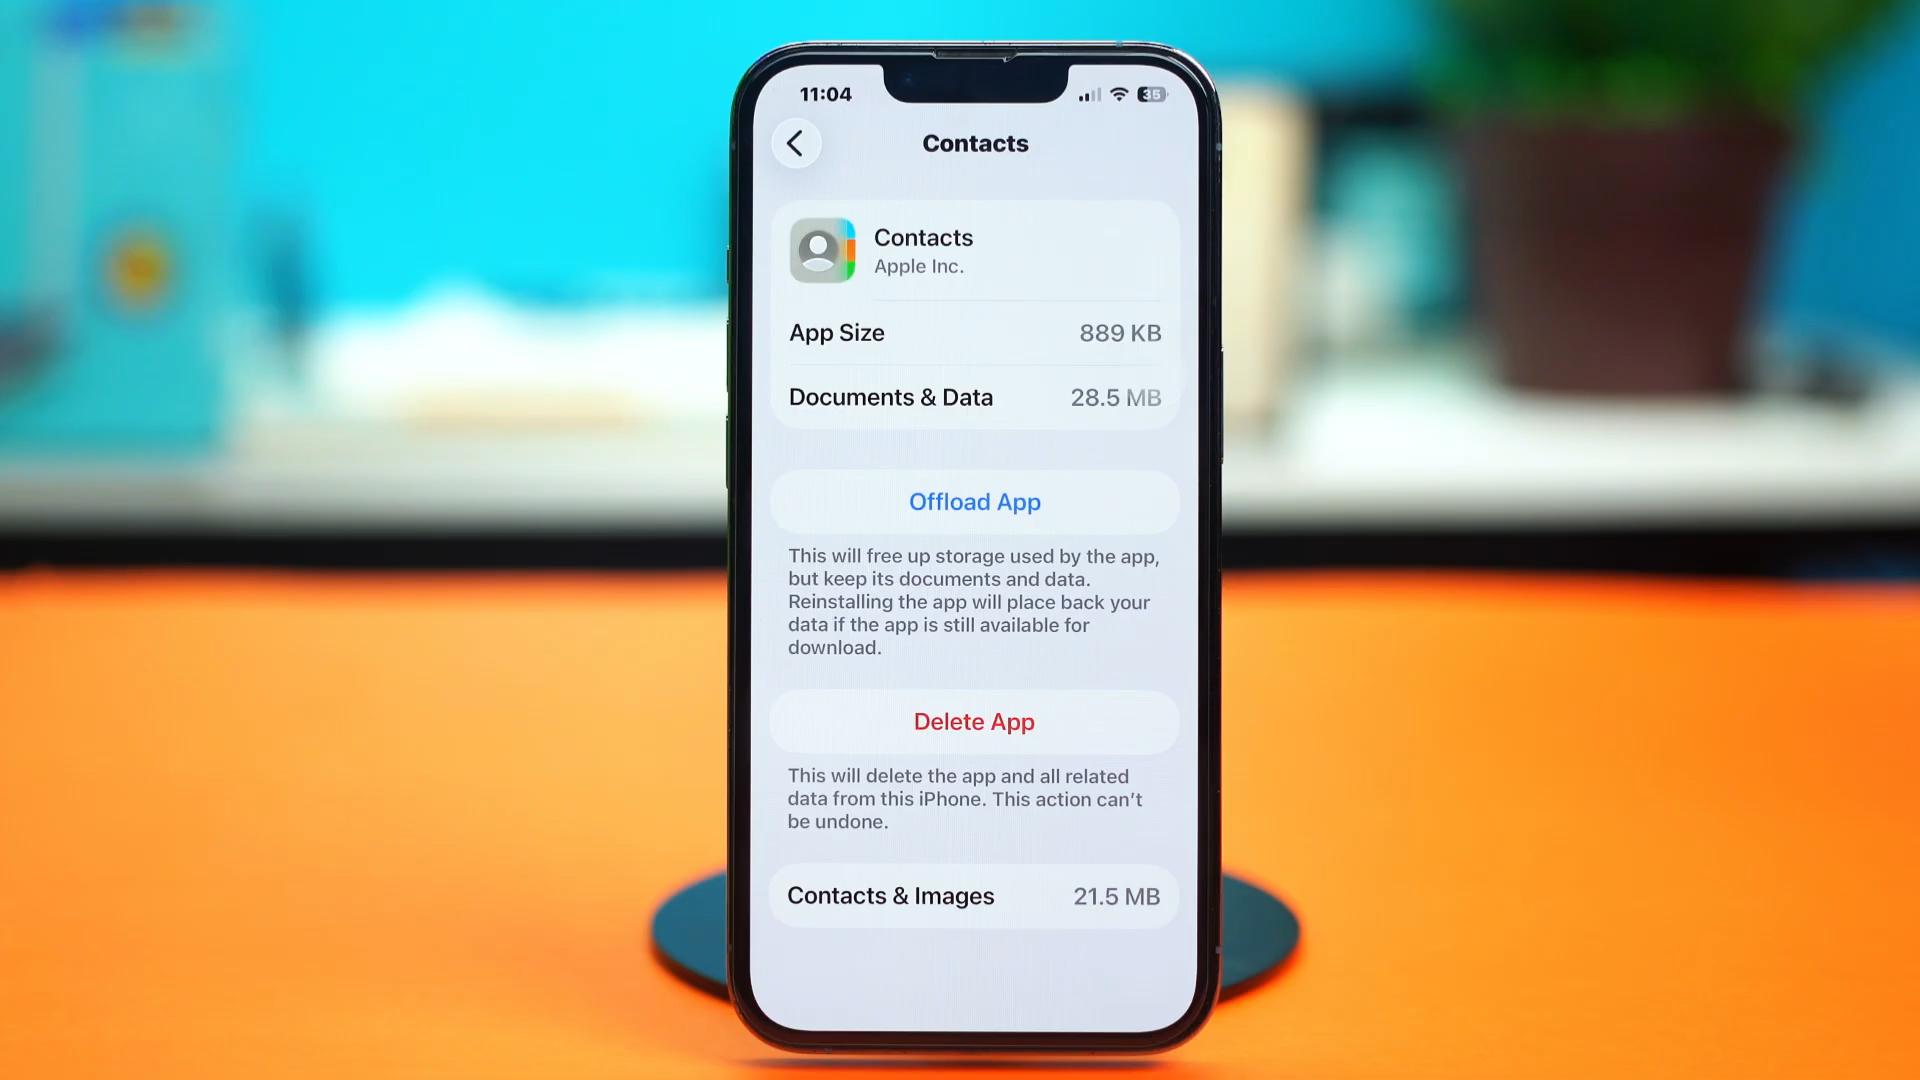 11:04
35
Contacts
Contacts
Apple Inc.
App Size 889 KB
Documents & Data 28.5 MB
Offload App
This will free up storage used by the app,
but keep its documents and data.
Reinstalling the app will place back your
data if the app is still available for
download.
Delete App
This will delete the app and all related
data from this iPhone. This action can’t
be undone.
Contacts & Images 21.5 MB